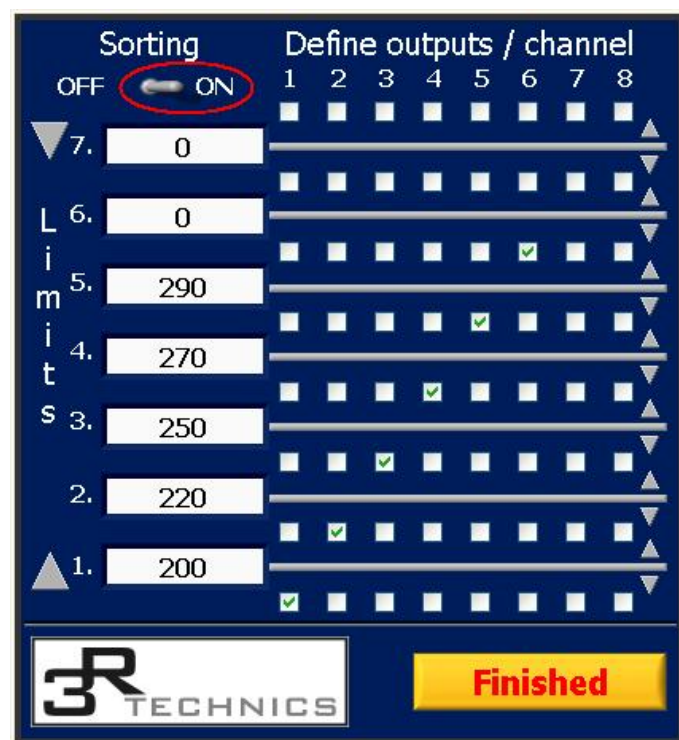 Sorting Define outputs / channel
OFF ON 1 2 3 4 5 6 7 8
7. 0
6. 0
5. 290
4. 270
3. 250
2. 220
1. 200
Limits
3R TECHNICS
Finished